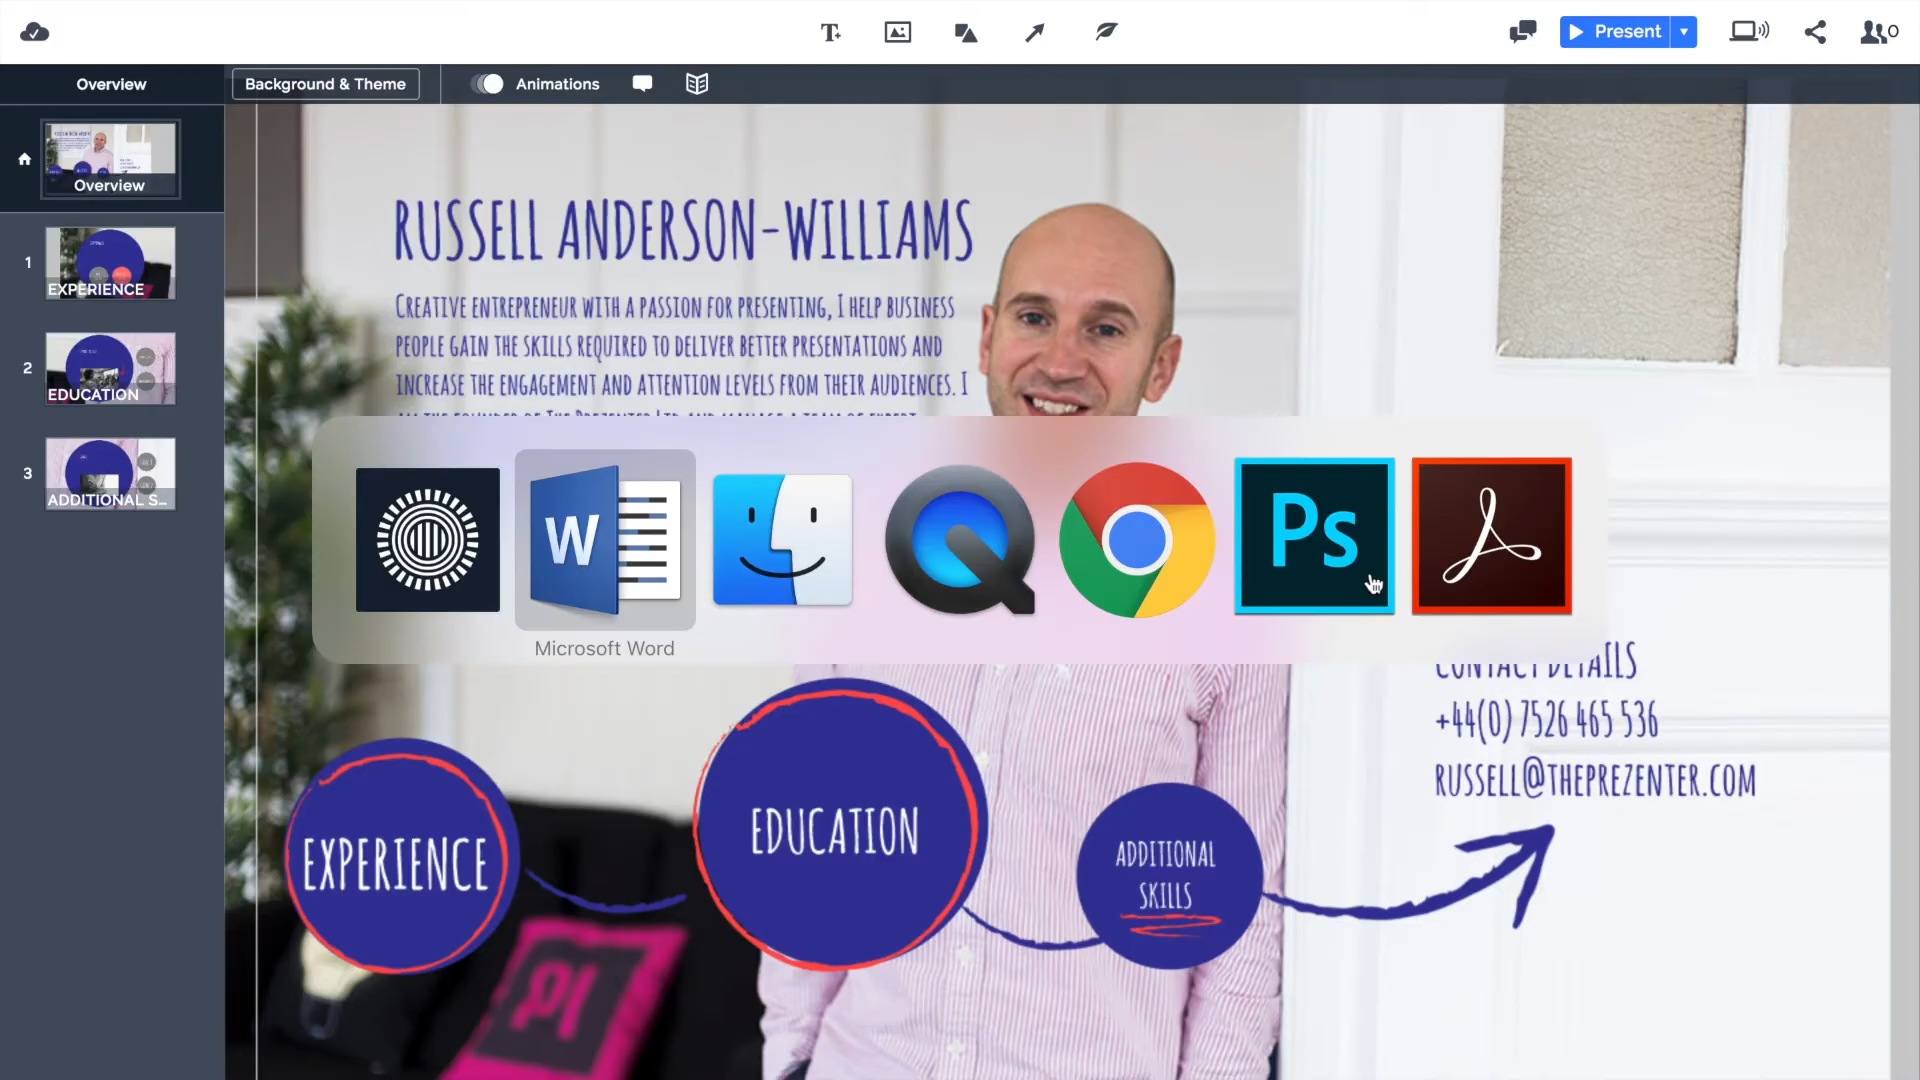 Present
0
Overview
Background & Theme
Animations
Overview
1
EXPERIENCE
2
EDUCATION
3
ADDITIONAL S...
RUSSELL ANDERSON-WILLIAMS
CREATIVE ENTREPRENEUR WITH A PASSION FOR PRESENTING, I HELP BUSINESS
PEOPLE GAIN THE SKILLS REQUIRED TO DELIVER BETTER PRESENTATIONS AND
INCREASE THE ENGAGEMENT AND ATTENTION LEVELS FROM THEIR AUDIENCES. I
W
Ps
Microsoft Word
CONTACT DETAILS
+44(0) 7526 465 536
RUSSELL@THEPREZENTER.COM
EXPERIENCE
EDUCATION
ADDITIONAL
SKILLS